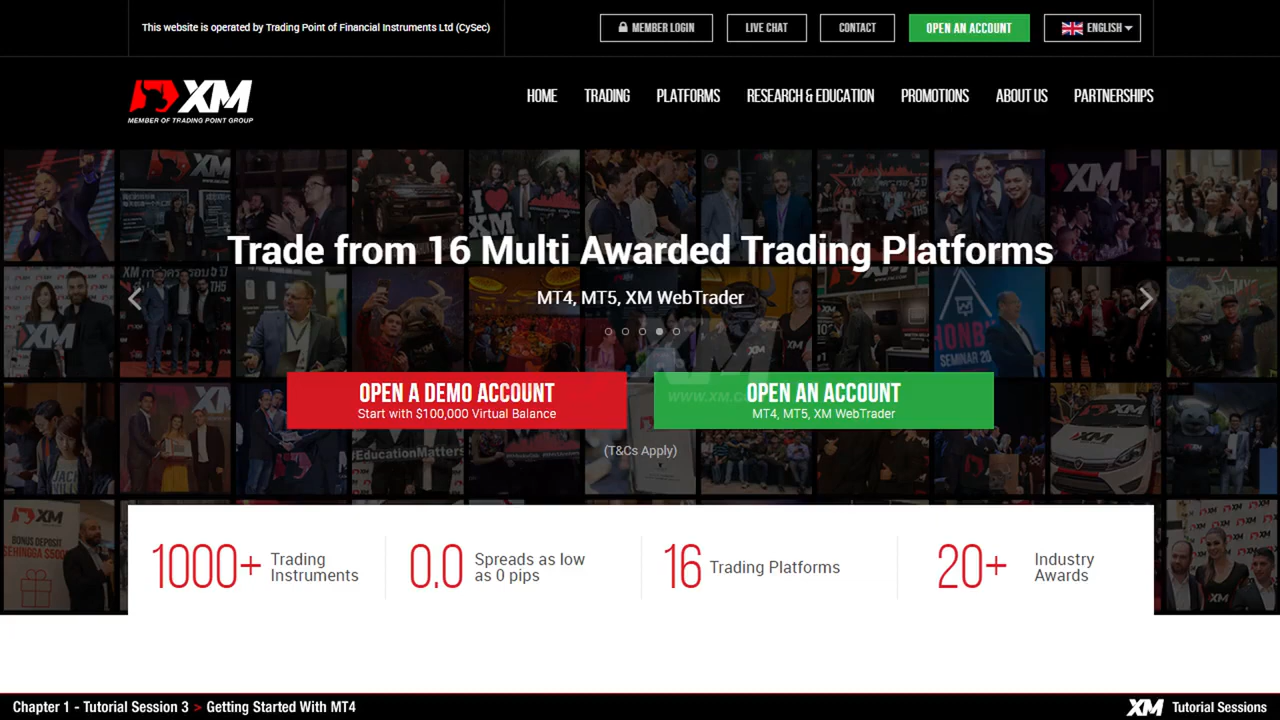 This website is operated by Trading Point of Financial Instruments Ltd (CySec)
MEMBER LOGIN
LIVE CHAT
CONTACT
OPEN AN ACCOUNT
ENGLISH
XM
MEMBER OF TRADING POINT GROUP
HOME
TRADING
PLATFORMS
RESEARCH & EDUCATION
PROMOTIONS
ABOUT US
PARTNERSHIPS
Trade from 16 Multi Awarded Trading Platforms
MT4, MT5, XM WebTrader
OPEN A DEMO ACCOUNT
Start with $100,000 Virtual Balance
OPEN AN ACCOUNT
MT4, MT5, XM WebTrader
(T&Cs Apply)
#EducationMatters
1000+ Trading
Instruments
0.0 Spreads as low
as 0 pips
16 Trading Platforms
20+ Industry
Awards
Chapter 1 - Tutorial Session 3 > Getting Started With MT4
XM Tutorial Sessions